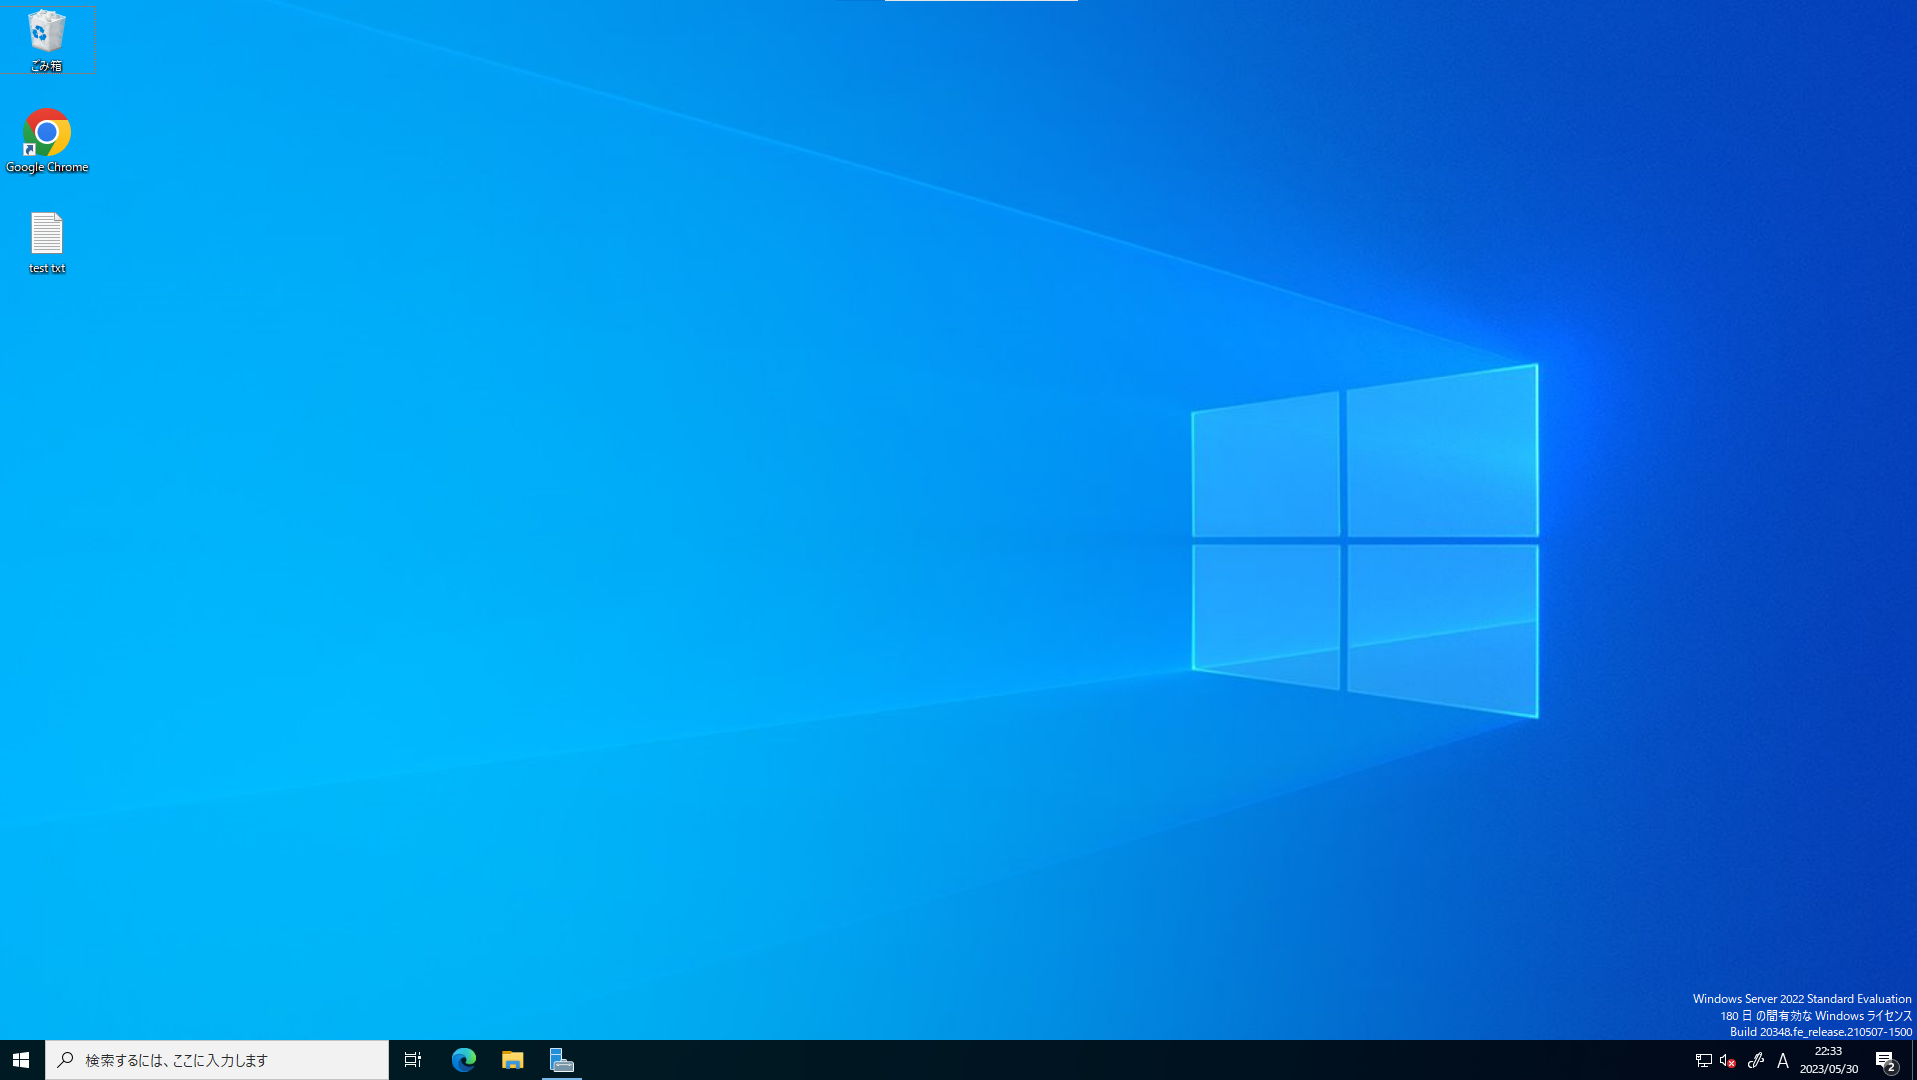 ごみ箱
Google Chrome
test txt
Windows Server 2022 Standard Evaluation
180 日 の間有効な Windows ライセンス
Build 20348.fe_release.210507-1500
検索するには、ここに入力します
A
22:33
2023/05/30
2